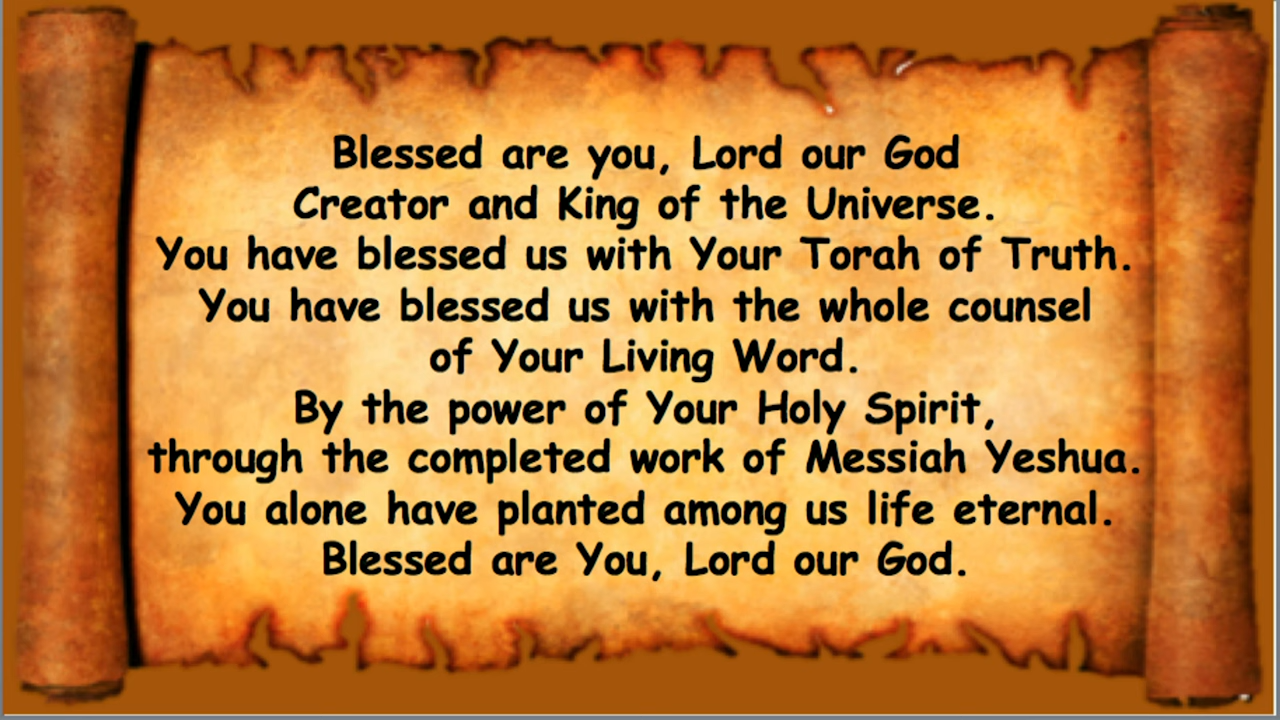 Blessed are you, Lord our God
Creator and King of the Universe.
You have blessed us with Your Torah of Truth.
You have blessed us with the whole counsel
of Your Living Word.
By the power of Your Holy Spirit,
through the completed work of Messiah Yeshua.
You alone have planted among us life eternal.
Blessed are You, Lord our God.